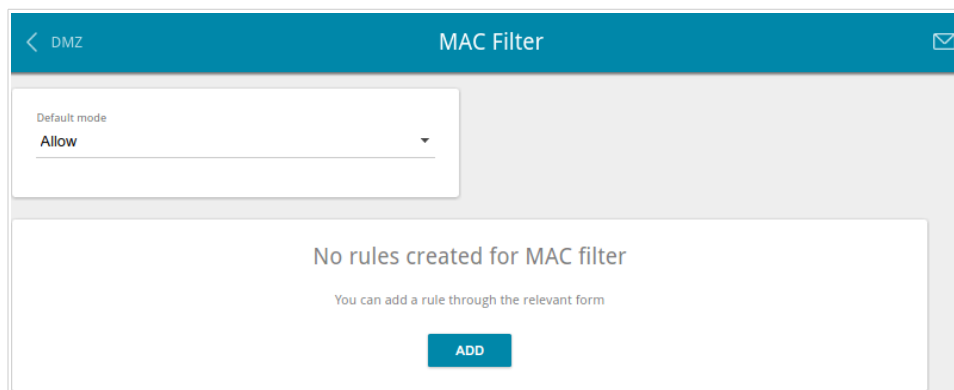 DMZ
MAC Filter
Default mode
Allow
No rules created for MAC filter
You can add a rule through the relevant form
ADD